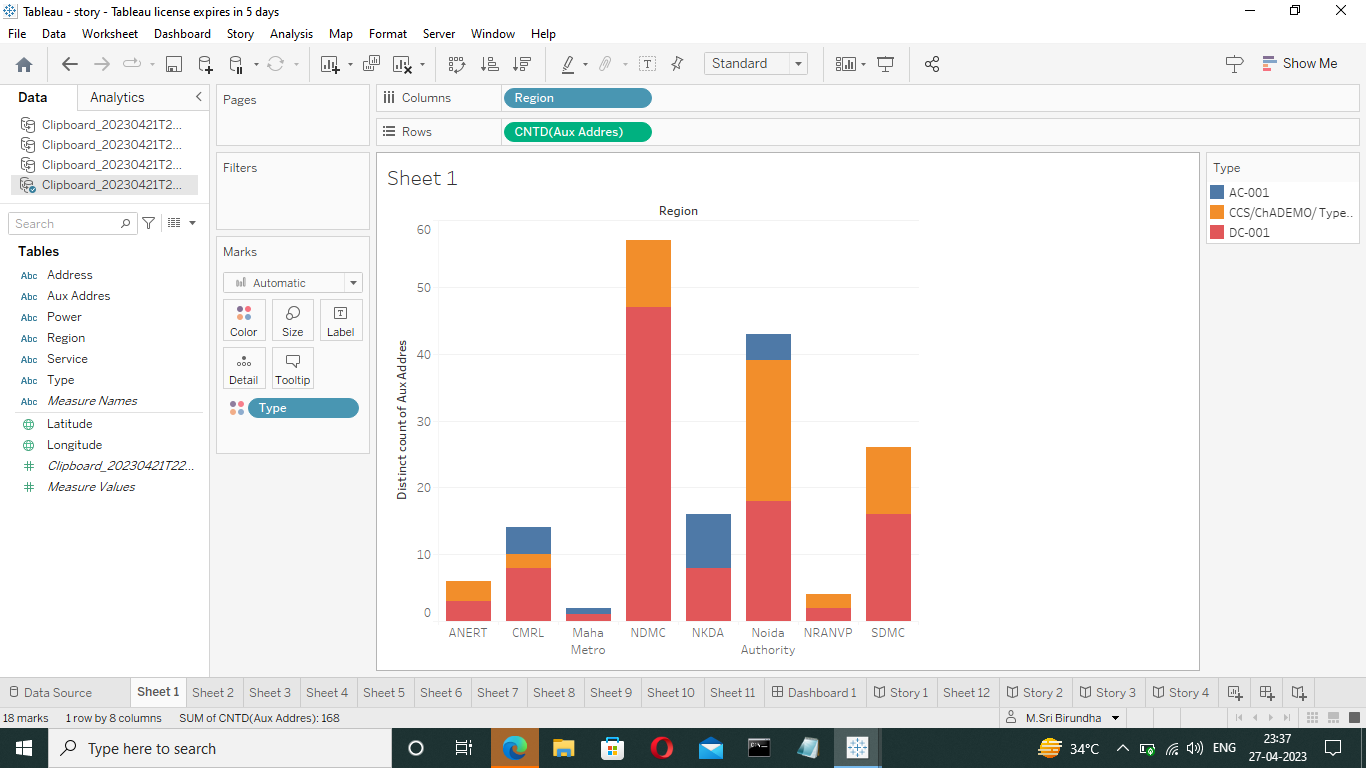 Tableau - story - Tableau license expires in 5 days
File Data Worksheet Dashboard Story Analysis Map Format Server Window Help
Standard
Show Me
Data Analytics
Clipboard_20230421T2...
Clipboard_20230421T2...
Clipboard_20230421T2...
Clipboard_20230421T2...
Search
Tables
Abc Address
Abc Aux Addres
Abc Power
Abc Region
Abc Service
Abc Type
Abc Measure Names
Latitude
Longitude
# Clipboard_20230421T22...
# Measure Values
Pages
Filters
Marks
Automatic
Color Size Label
Detail Tooltip
Type
Columns Region
Rows CNTD(Aux Addres)
Sheet 1
Region
Distinct count of Aux Addres
60
50
40
30
20
10
0
ANERT CMRL Maha Metro NDMC NKDA Noida Authority NRANVP SDMC
Type
AC-001
CCS/ChADEMO/ Type..
DC-001
Data Source Sheet 1 Sheet 2 Sheet 3 Sheet 4 Sheet 5 Sheet 6 Sheet 7 Sheet 8 Sheet 9 Sheet 10 Sheet 11 Dashboard 1 Story 1 Sheet 12 Story 2 Story 3 Story 4
18 marks 1 row by 8 columns SUM of CNTD(Aux Addres): 168 M.Sri Birundha
Type here to search
34°C ENG
23:37
27-04-2023